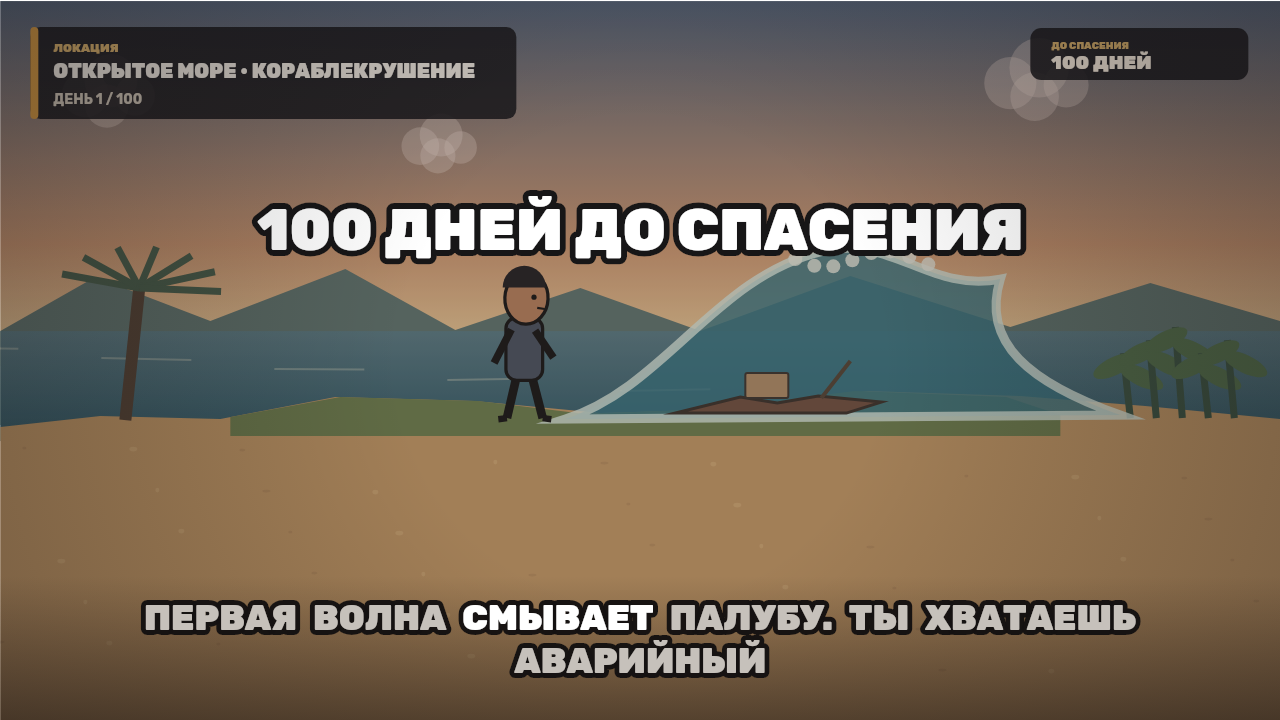 ЛОКАЦИЯ
ОТКРЫТОЕ МОРЕ • КОРАБЛЕКРУШЕНИЕ
ДЕНЬ 1 / 100
ДО СПАСЕНИЯ
100 ДНЕЙ
100 ДНЕЙ ДО СПАСЕНИЯ
ПЕРВАЯ ВОЛНА СМЫВАЕТ ПАЛУБУ. ТЫ ХВАТАЕШЬ
АВАРИЙНЫЙ